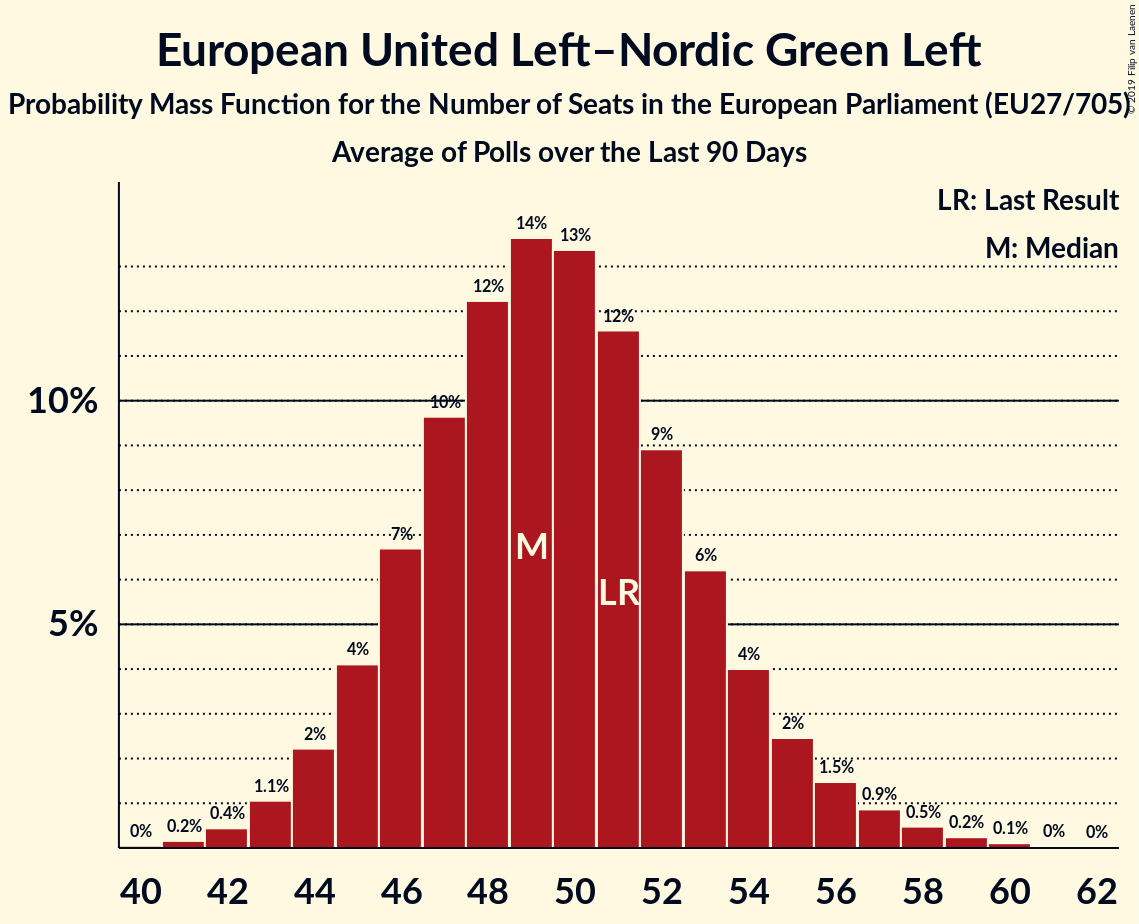 European United Left–Nordic Green Left
© 2019 Filip van Laenen
Probability Mass Function for the Number of Seats in the European Parliament (EU27/705)
Average of Polls over the Last 90 Days
LR: Last Result
M: Median
14%
13%
12%
12%
10%
10%
9%
7%
M
6%
LR
5%
4%
4%
2%
2%
1.5%
1.1%
0.9%
0.4%
0.5%
0%
0.2%
0.2%
0.1%
0%
0%
40 42 44 46 48 50 52 54 56 58 60 62